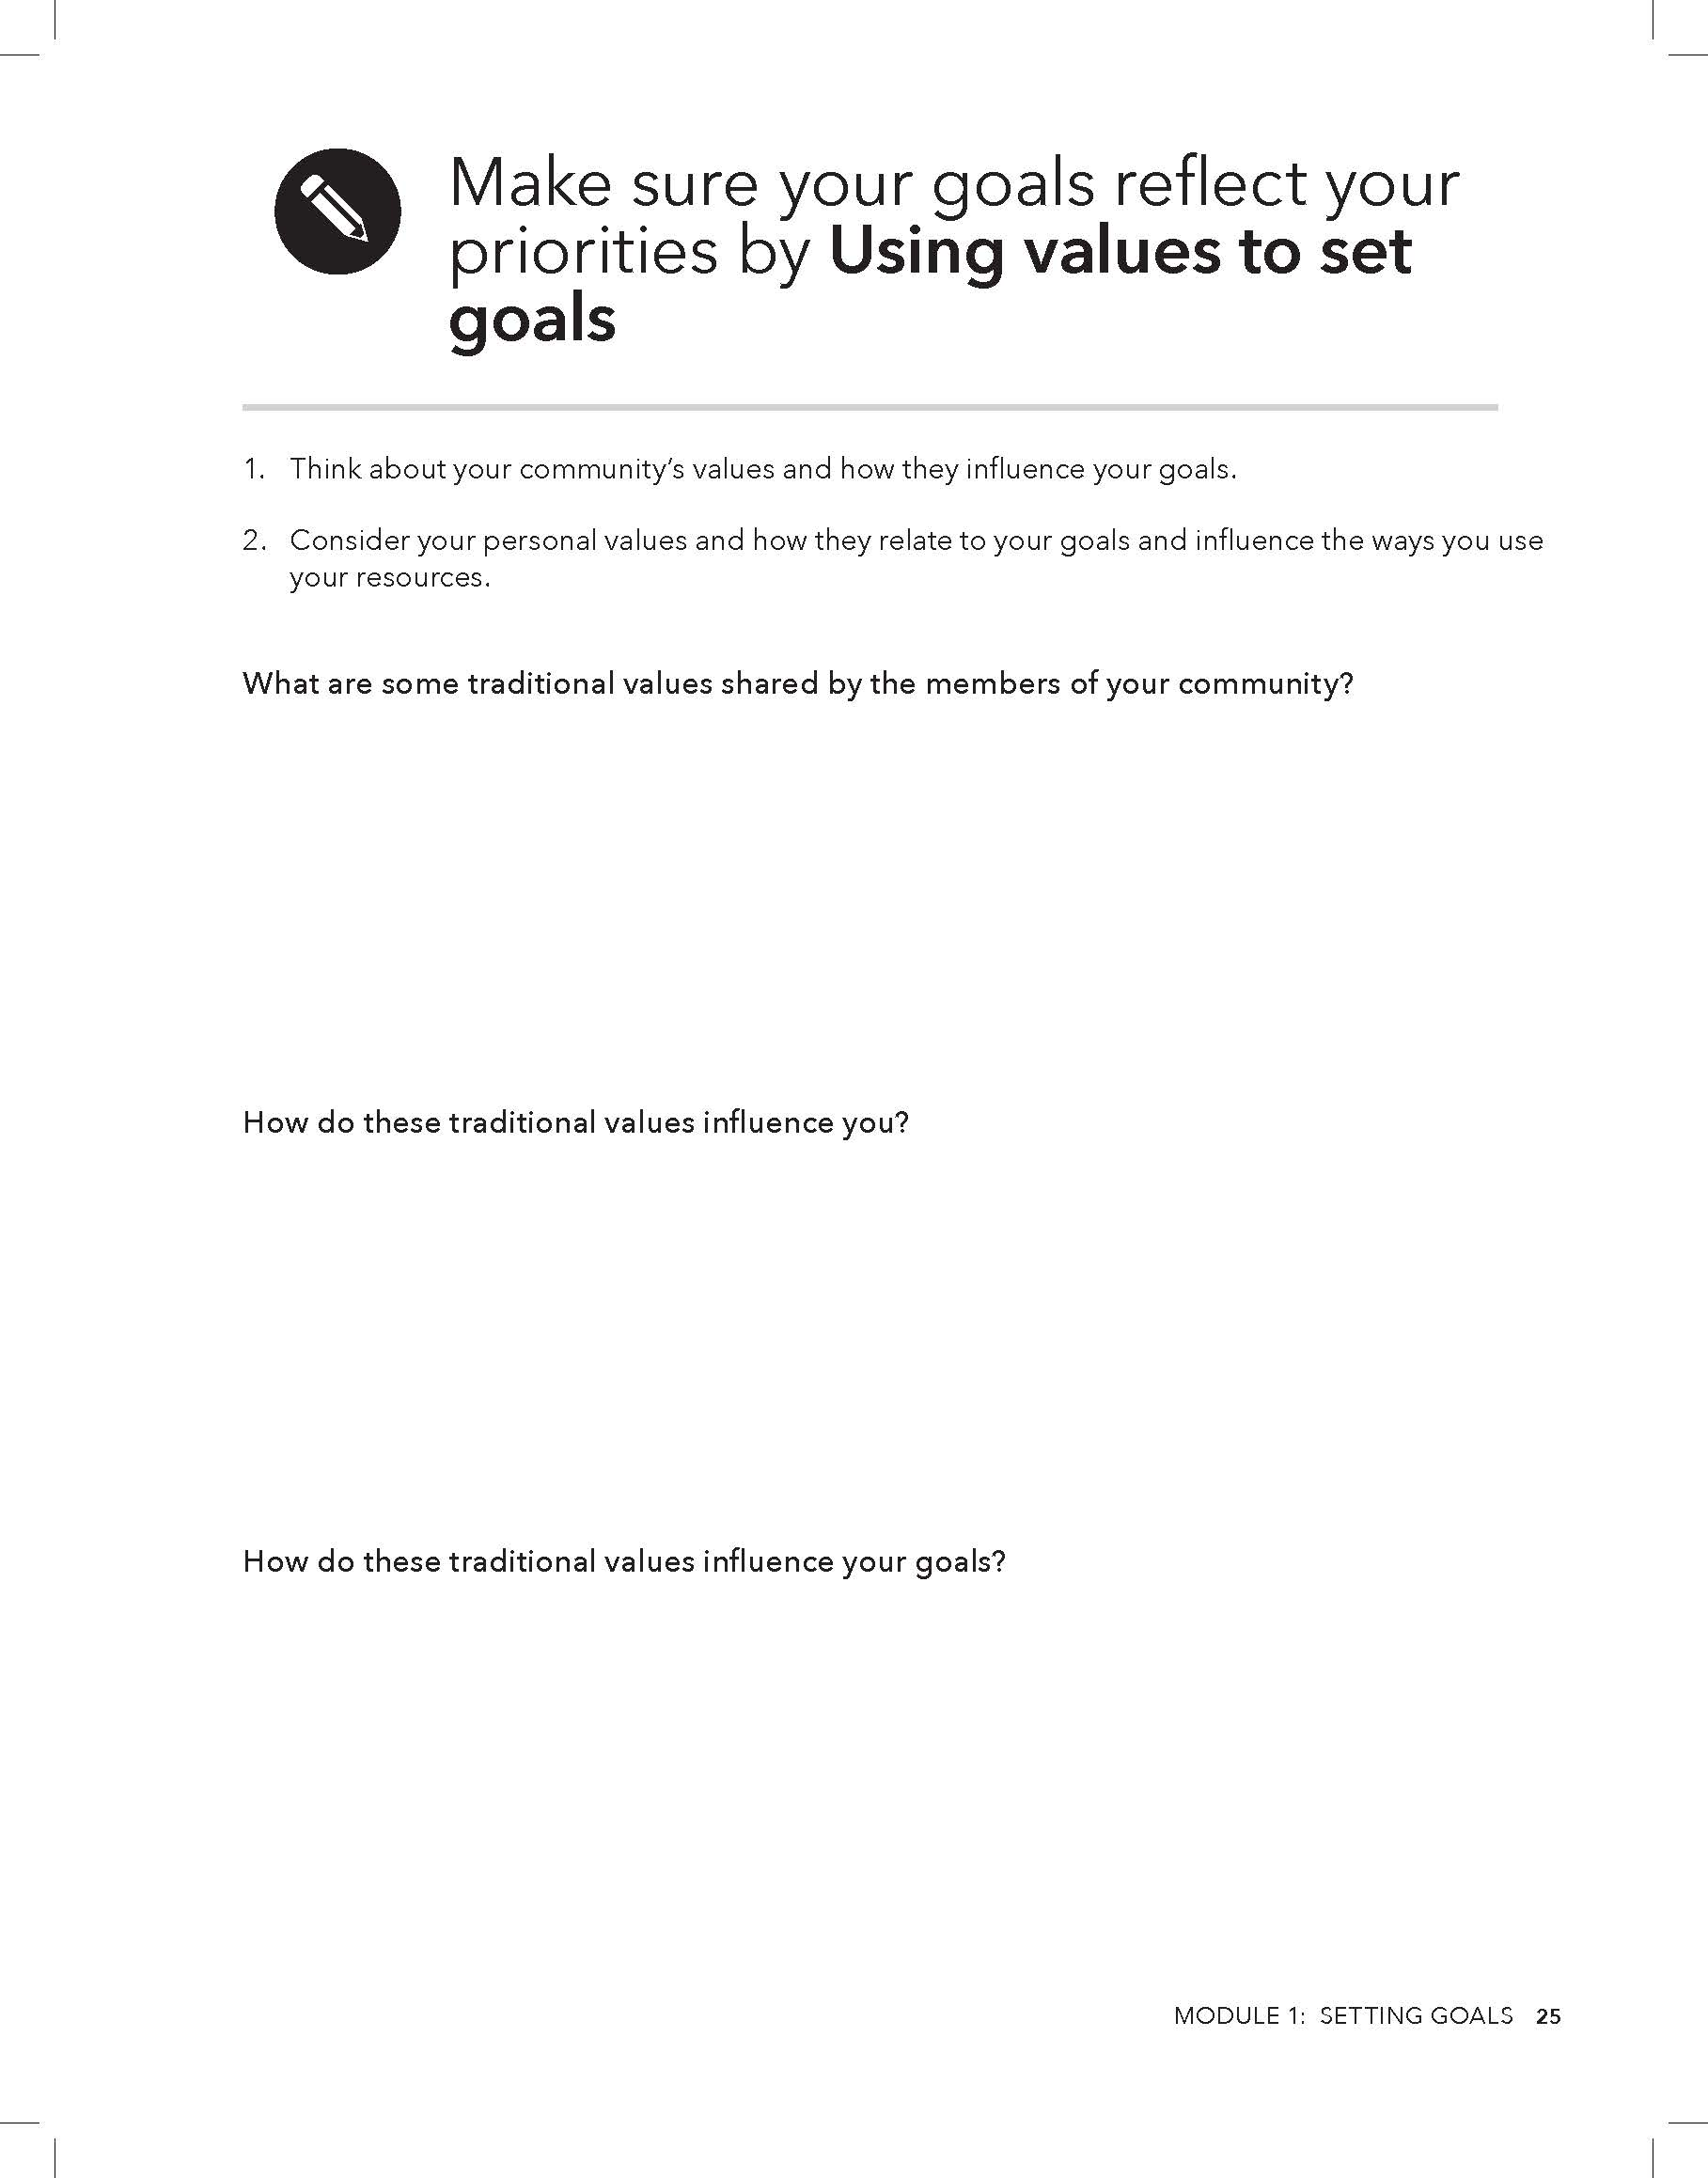 Make sure your goals reflect your
priorities by Using values to set
goals
1. Think about your community’s values and how they influence your goals.
2. Consider your personal values and how they relate to your goals and influence the ways you use
your resources.
What are some traditional values shared by the members of your community?
How do these traditional values influence you?
How do these traditional values influence your goals?
MODULE 1: SETTING GOALS 25